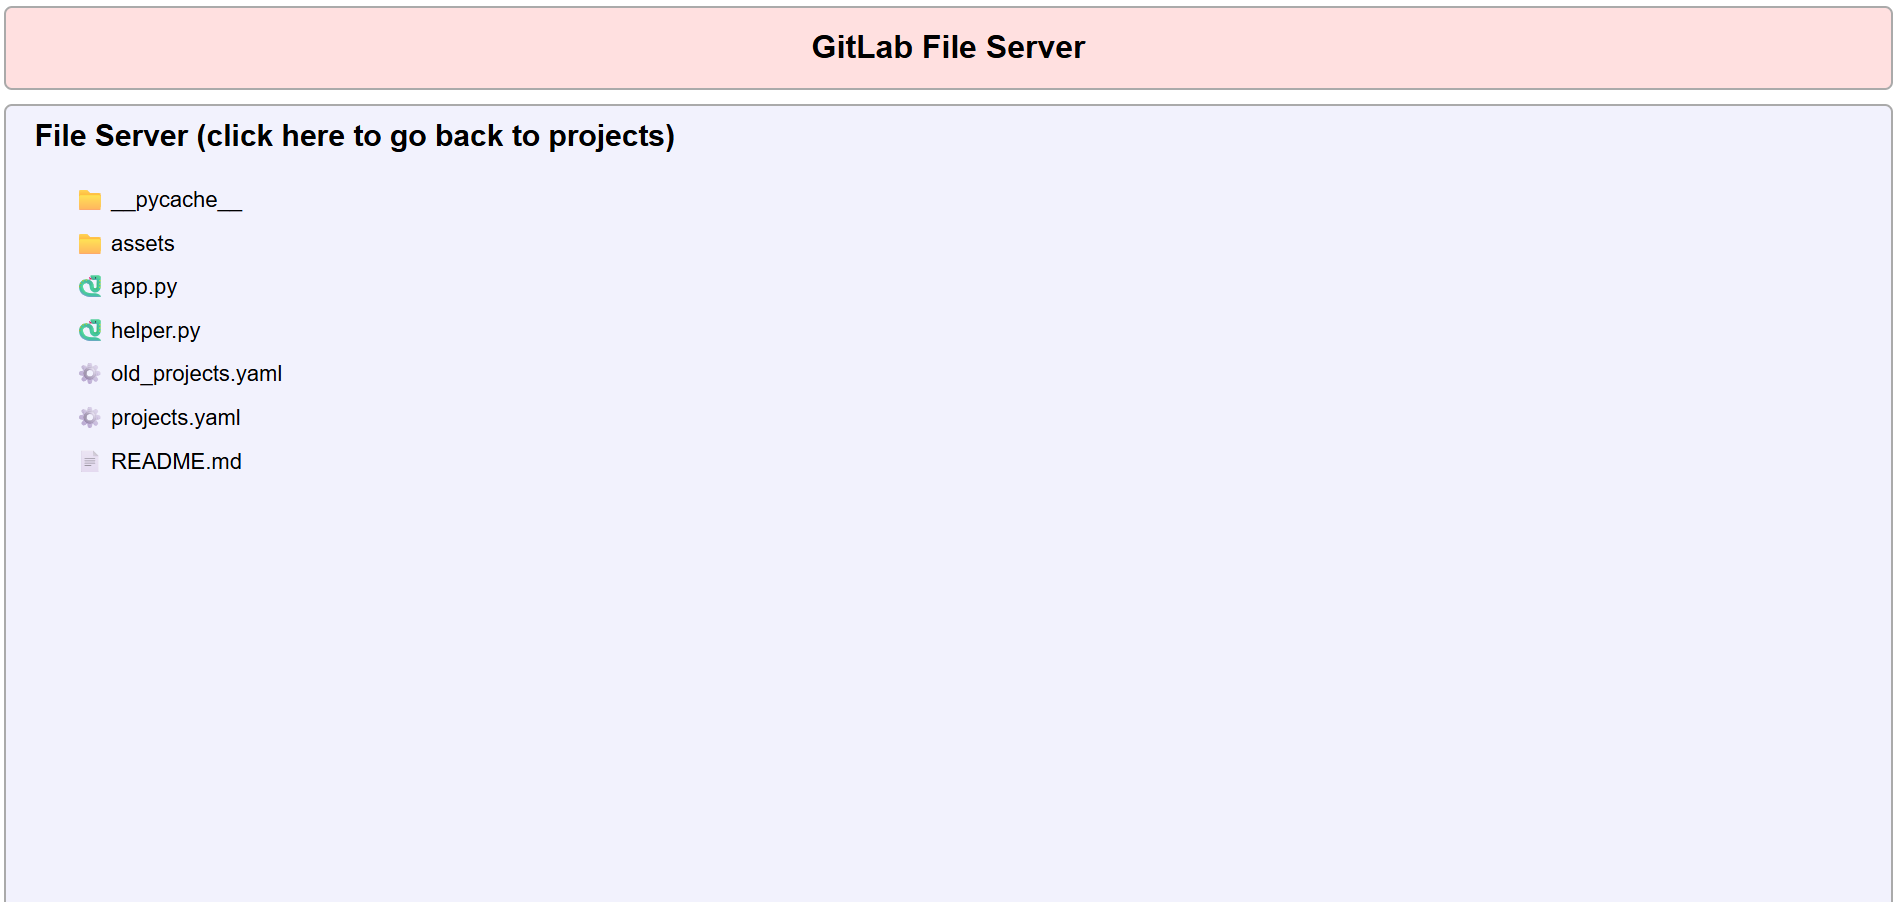 GitLab File Server
File Server (click here to go back to projects)
__pycache__
assets
app.py
helper.py
old_projects.yaml
projects.yaml
README.md